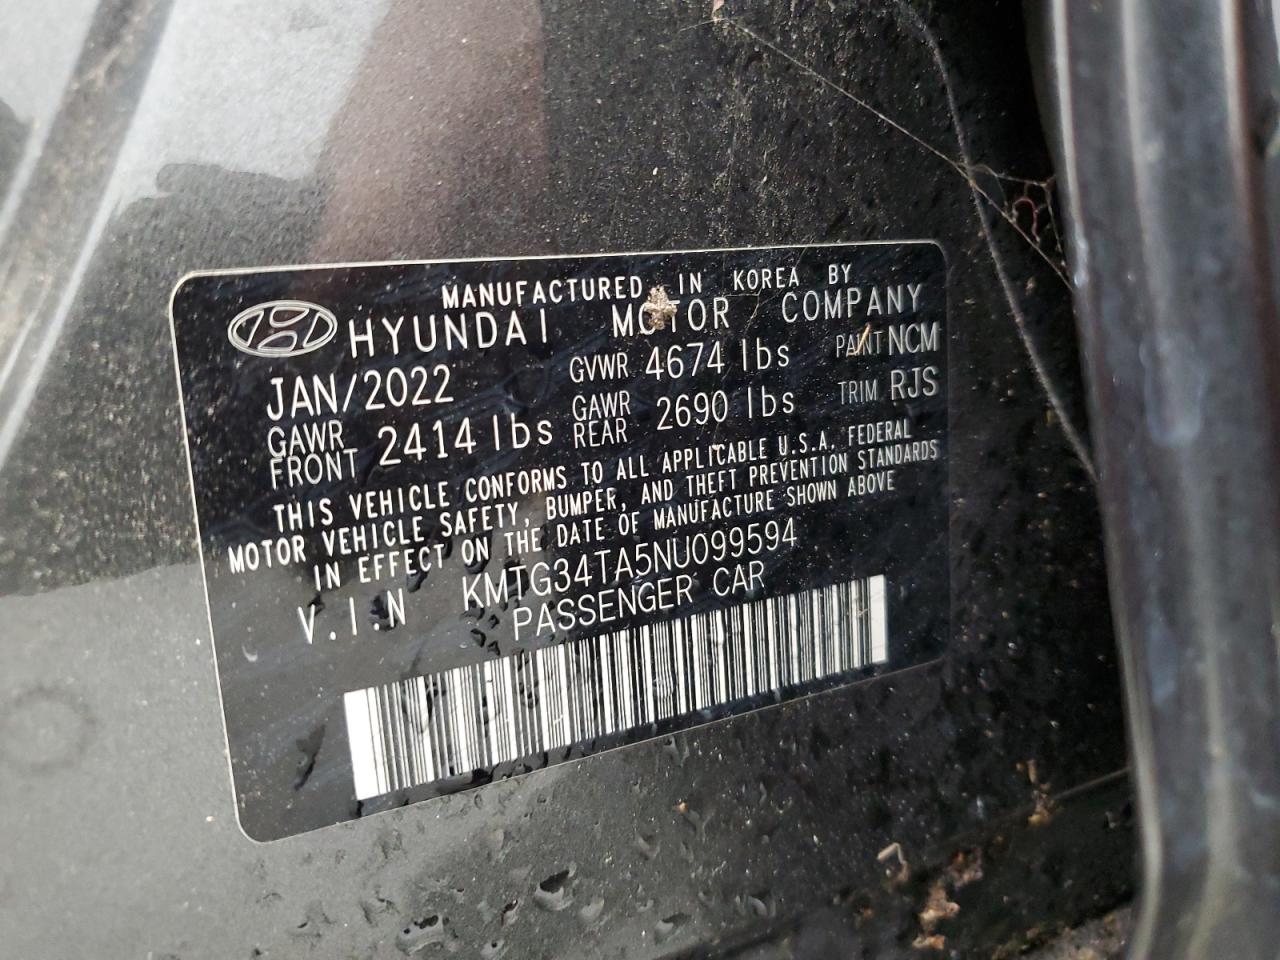 MANUFACTURED IN KOREA BY
HYUNDAI MOTOR COMPANY
JAN/2022 GVWR 4674 lbs PAINT NCM
GAWR FRONT 2414 lbs GAWR REAR 2690 lbs TRIM RJS
THIS VEHICLE CONFORMS TO ALL APPLICABLE U.S.A. FEDERAL
MOTOR VEHICLE SAFETY, BUMPER, AND THEFT PREVENTION STANDARDS
IN EFFECT ON THE DATE OF MANUFACTURE SHOWN ABOVE
V.I.N KMTG34TA5NU099594
PASSENGER CAR